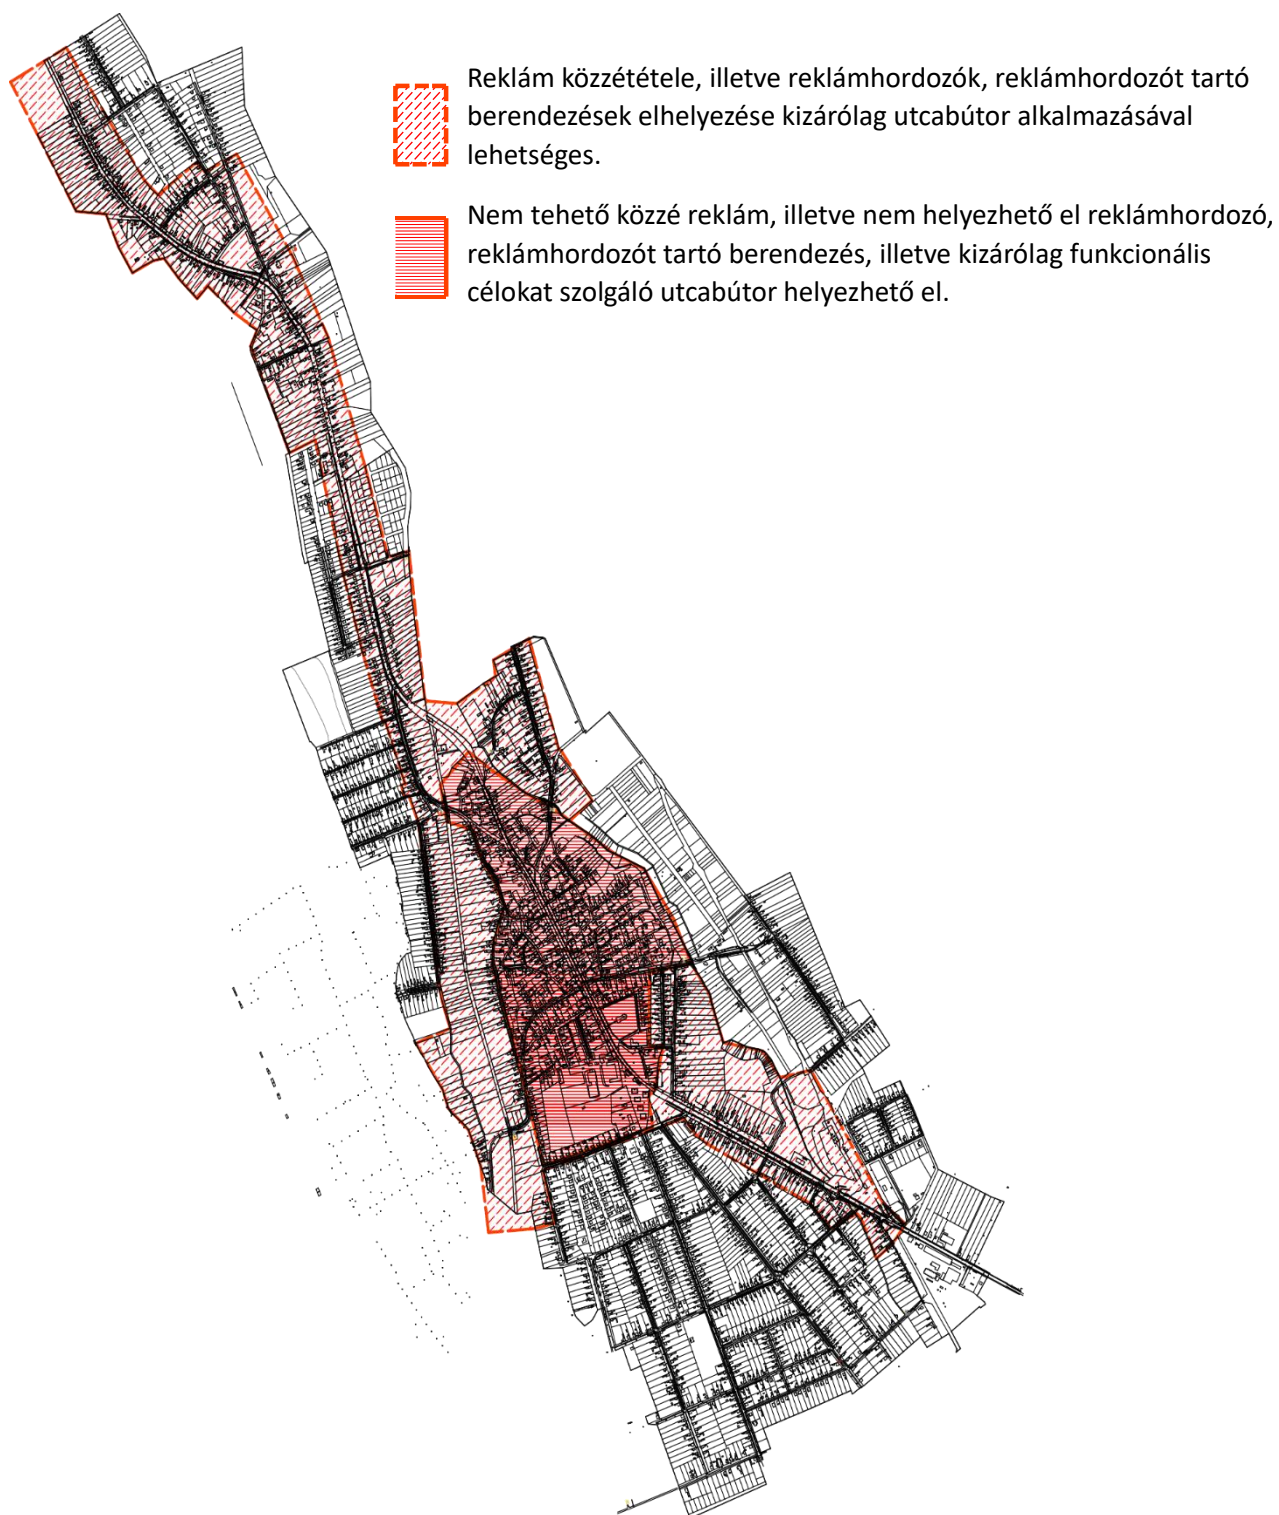 Reklám közzététele, illetve reklámhordozók, reklámhordozót tartó
berendezések elhelyezése kizárólag utcabútor alkalmazásával
lehetséges.
Nem tehető közzé reklám, illetve nem helyezhető el reklámhordozó,
reklámhordozót tartó berendezés, illetve kizárólag funkcionális
célokat szolgáló utcabútor helyezhető el.